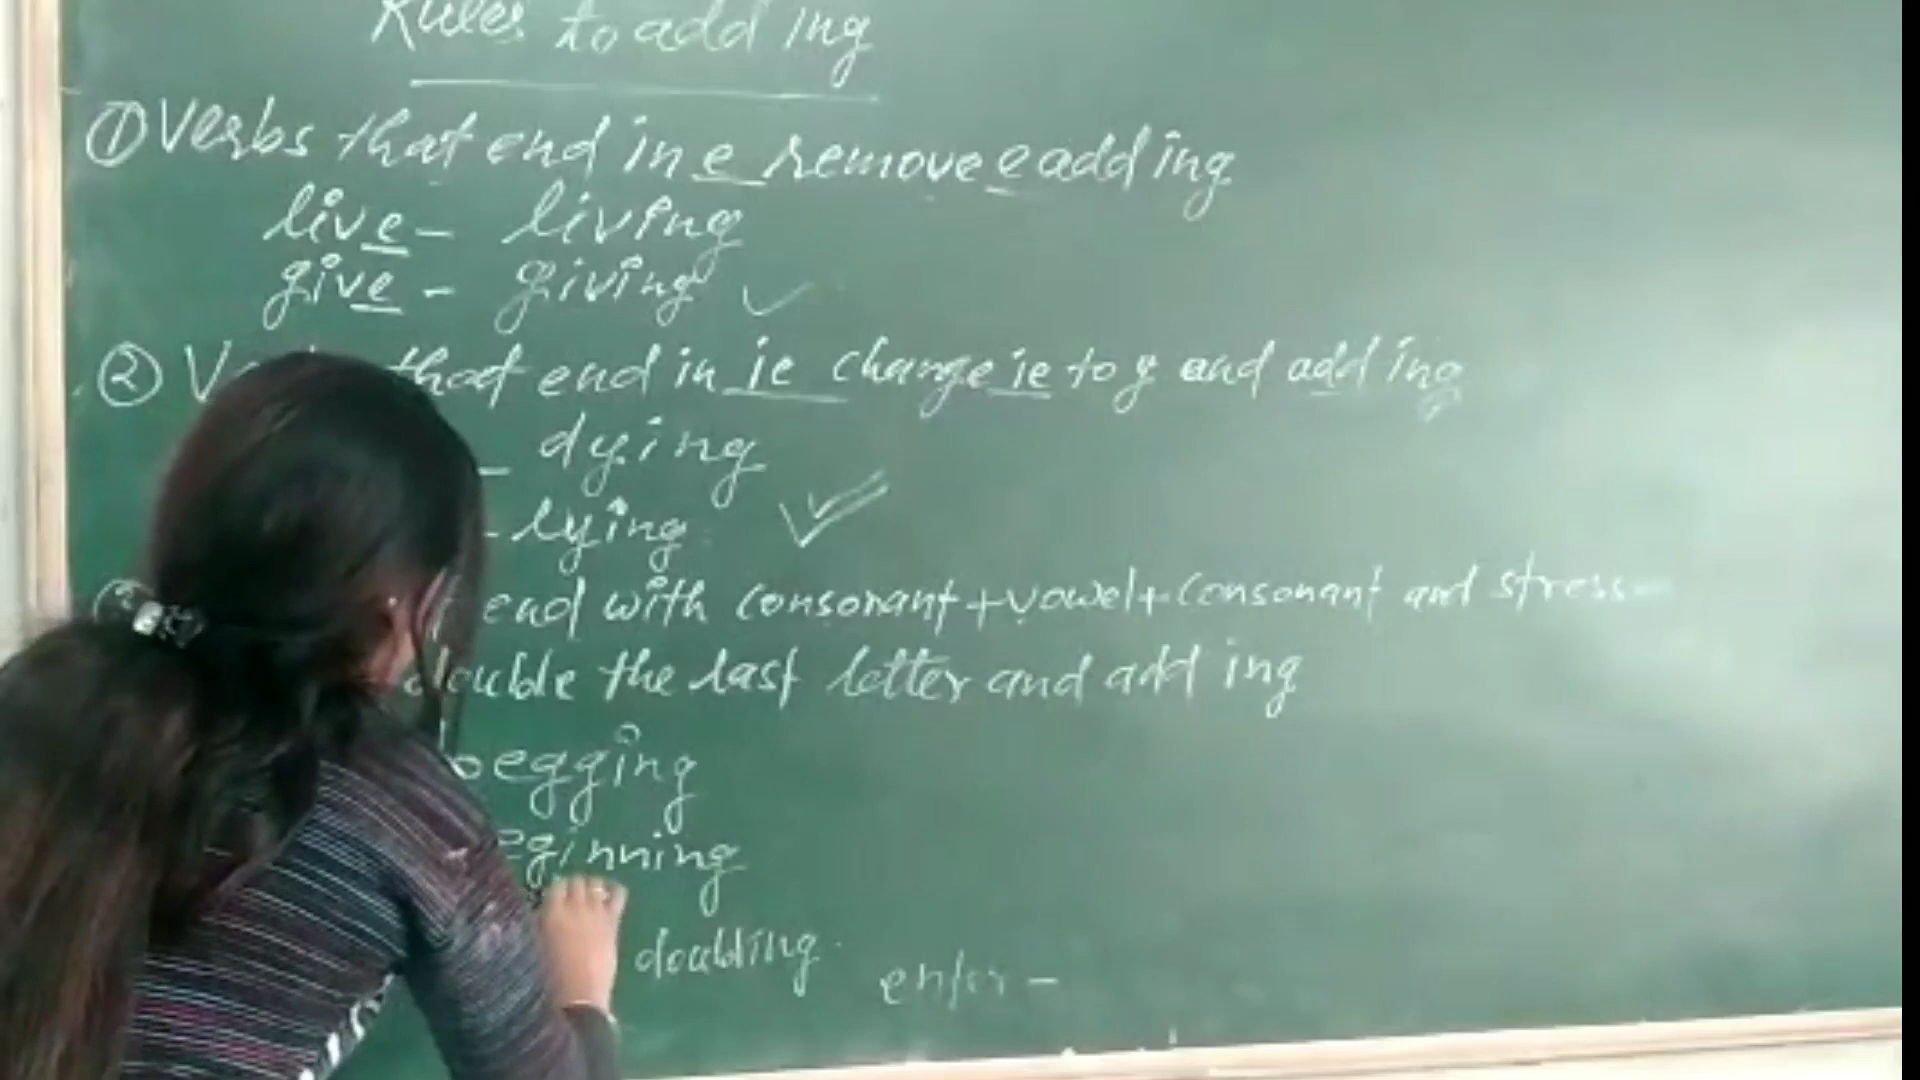 Rules to add ing
① Verbs that end in e remove e add ing
live - living
give - giving
② that end in ie change ie to y and add ing
- dying
- lying
end with consonant + vowel + consonant and stress -
double the last letter and add ing
begging
eginning
doubling.